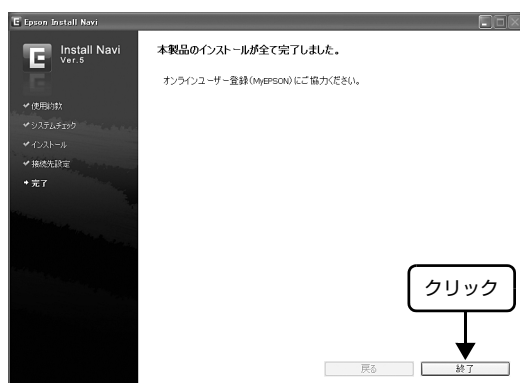 Epson Install Navi
Install Navi
Ver.5
本製品のインストールが全て完了しました。
オンラインユーザー登録(MyEPSON)にご協力ください。
使用約款
システムチェック
インストール
接続先設定
完了
クリック
戻る
終了